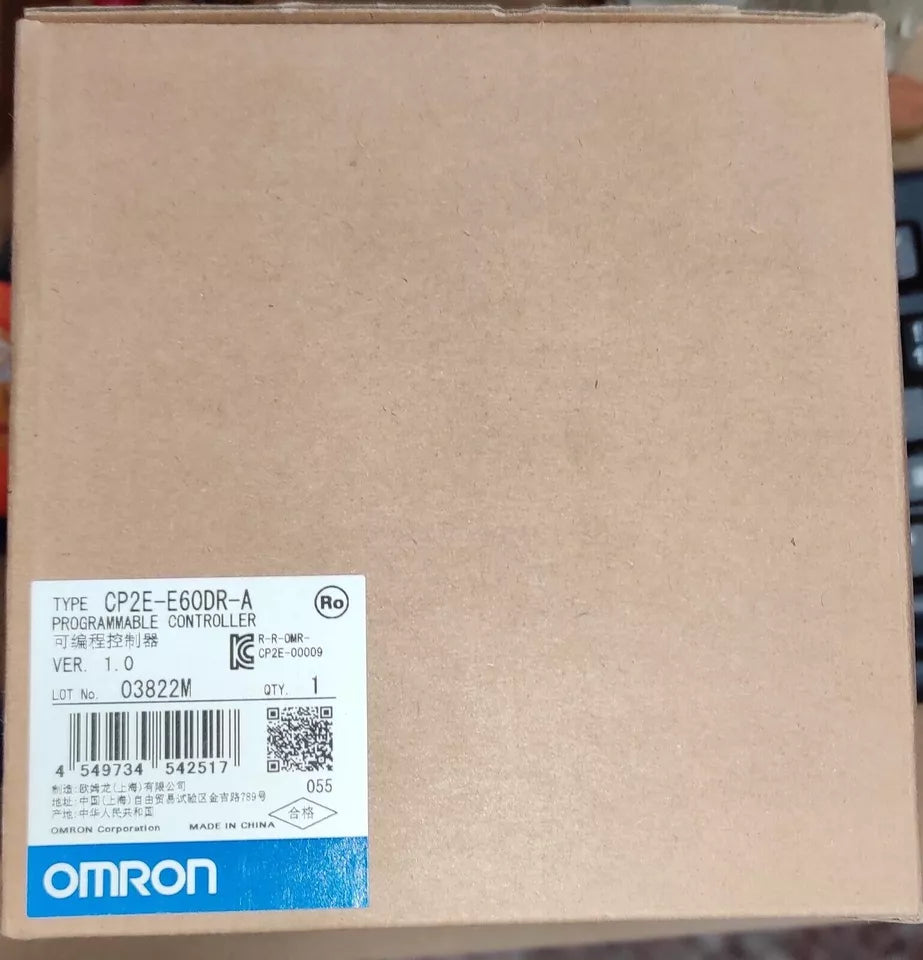 TYPE CP2E-E60DR-A
Ro
PROGRAMMABLE CONTROLLER
可编程控制器
R-R-OMR-
CP2E-00009
VER. 1.0
LOT No. 03822M QTY. 1
4 549734 542517
055
制造:欧姆龙(上海)有限公司
地址:中国(上海)自由贸易试验区金吉路789号
产地:中华人民共和国
合格
OMRON Corporation MADE IN CHINA
OMRON